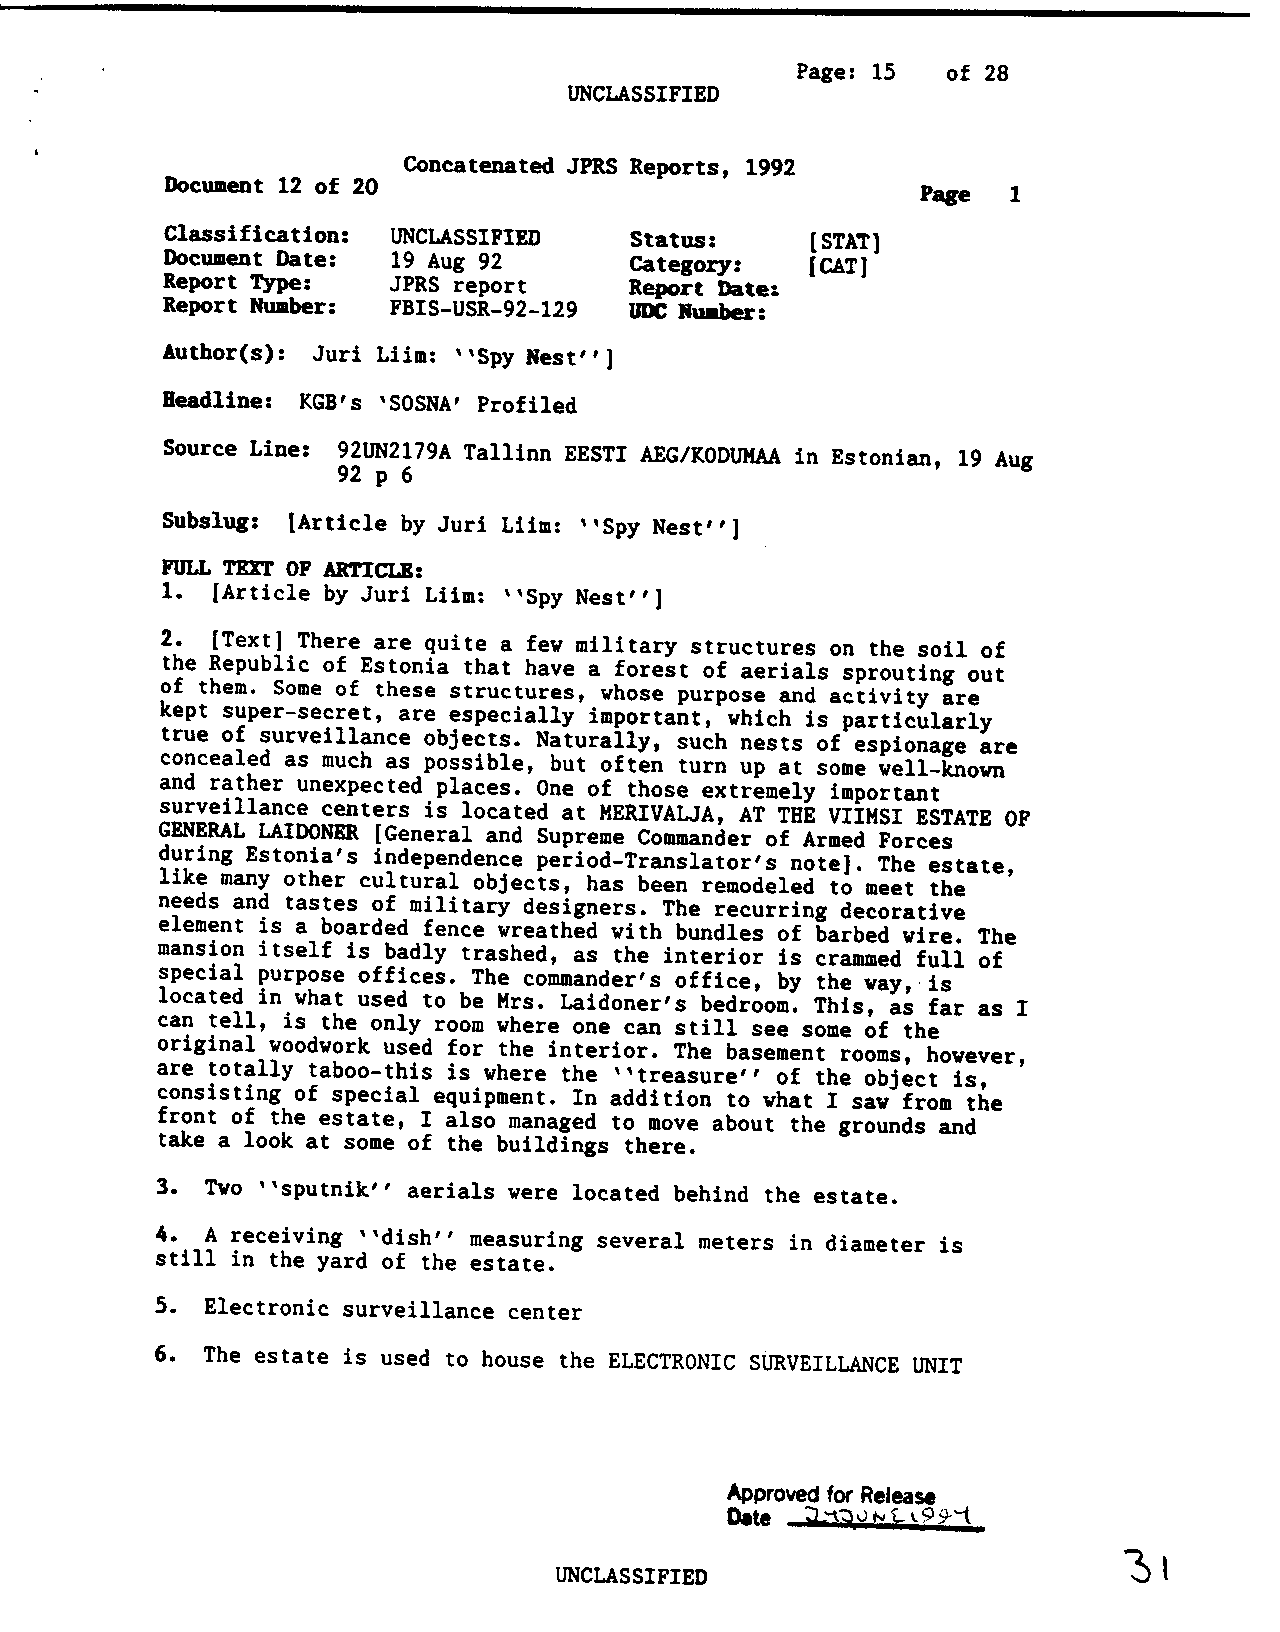 Page: 15 of 28
UNCLASSIFIED
Concatenated JPRS Reports, 1992
Document 12 of 20
Page 1
Classification: UNCLASSIFIED Status: [STAT]
Document Date: 19 Aug 92 Category: [CAT]
Report Type: JPRS report Report Date:
Report Number: FBIS-USR-92-129 UDC Number:
Author(s): Juri Liim: ‵‵Spy Nest′′]
Headline: KGB's ‵SOSNA′ Profiled
Source Line: 92UN2179A Tallinn EESTI AEG/KODUMAA in Estonian, 19 Aug
92 p 6
Subslug: [Article by Juri Liim: ‵‵Spy Nest′′]
FULL TEXT OF ARTICLE:
1. [Article by Juri Liim: ‵‵Spy Nest′′]
2. [Text] There are quite a few military structures on the soil of
the Republic of Estonia that have a forest of aerials sprouting out
of them. Some of these structures, whose purpose and activity are
kept super-secret, are especially important, which is particularly
true of surveillance objects. Naturally, such nests of espionage are
concealed as much as possible, but often turn up at some well-known
and rather unexpected places. One of those extremely important
surveillance centers is located at MERIVALJA, AT THE VIIMSI ESTATE OF
GENERAL LAIDONER [General and Supreme Commander of Armed Forces
during Estonia's independence period-Translator's note]. The estate,
like many other cultural objects, has been remodeled to meet the
needs and tastes of military designers. The recurring decorative
element is a boarded fence wreathed with bundles of barbed wire. The
mansion itself is badly trashed, as the interior is crammed full of
special purpose offices. The commander's office, by the way, is
located in what used to be Mrs. Laidoner's bedroom. This, as far as I
can tell, is the only room where one can still see some of the
original woodwork used for the interior. The basement rooms, however,
are totally taboo-this is where the ‵‵treasure′′ of the object is,
consisting of special equipment. In addition to what I saw from the
front of the estate, I also managed to move about the grounds and
take a look at some of the buildings there.
3. Two ‵‵sputnik′′ aerials were located behind the estate.
4. A receiving ‵‵dish′′ measuring several meters in diameter is
still in the yard of the estate.
5. Electronic surveillance center
6. The estate is used to house the ELECTRONIC SURVEILLANCE UNIT
Approved for Release
Date JUNE 1994
UNCLASSIFIED
31